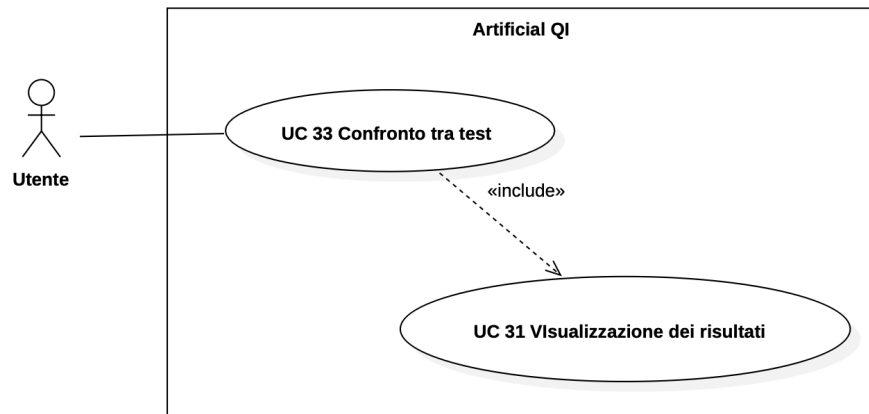 Artificial QI
UC 33 Confronto tra test
Utente
«include»
UC 31 VIsualizzazione dei risultati